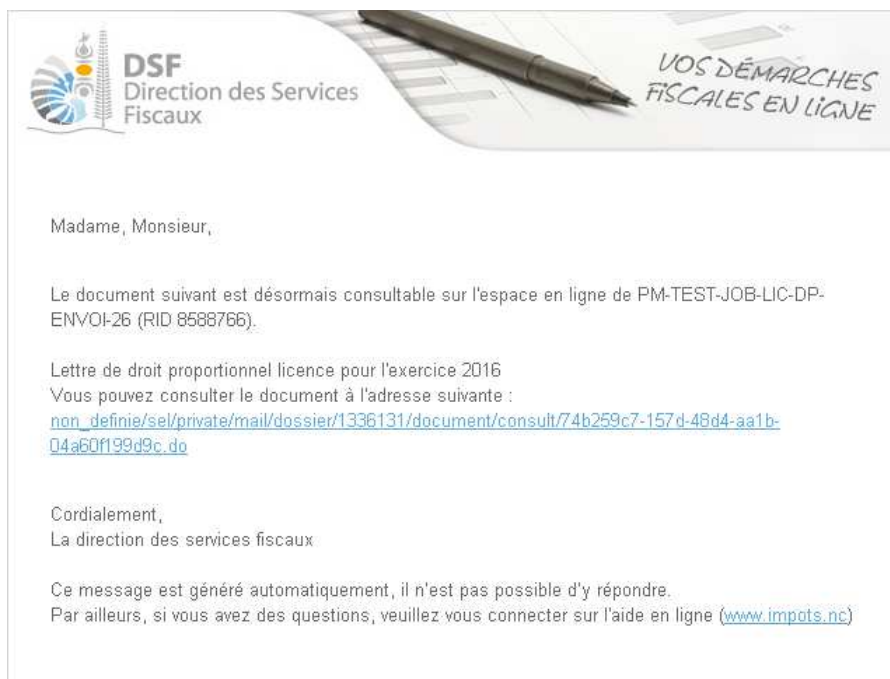 DSF
Direction des Services
Fiscaux
VOS DÉMARCHES
FISCALES EN LIGNE
Madame, Monsieur,
Le document suivant est désormais consultable sur l'espace en ligne de PM-TEST-JOB-LIC-DP-
ENVOI-26 (RID 8588766).
Lettre de droit proportionnel licence pour l'exercice 2016
Vous pouvez consulter le document à l'adresse suivante :
non_definie/sel/private/mail/dossier/1336131/document/consult/74b259c7-157d-48d4-aa1b-
04a60f199d9c.do
Cordialement,
La direction des services fiscaux
Ce message est généré automatiquement, il n'est pas possible d'y répondre.
Par ailleurs, si vous avez des questions, veuillez vous connecter sur l'aide en ligne (www.impots.nc)